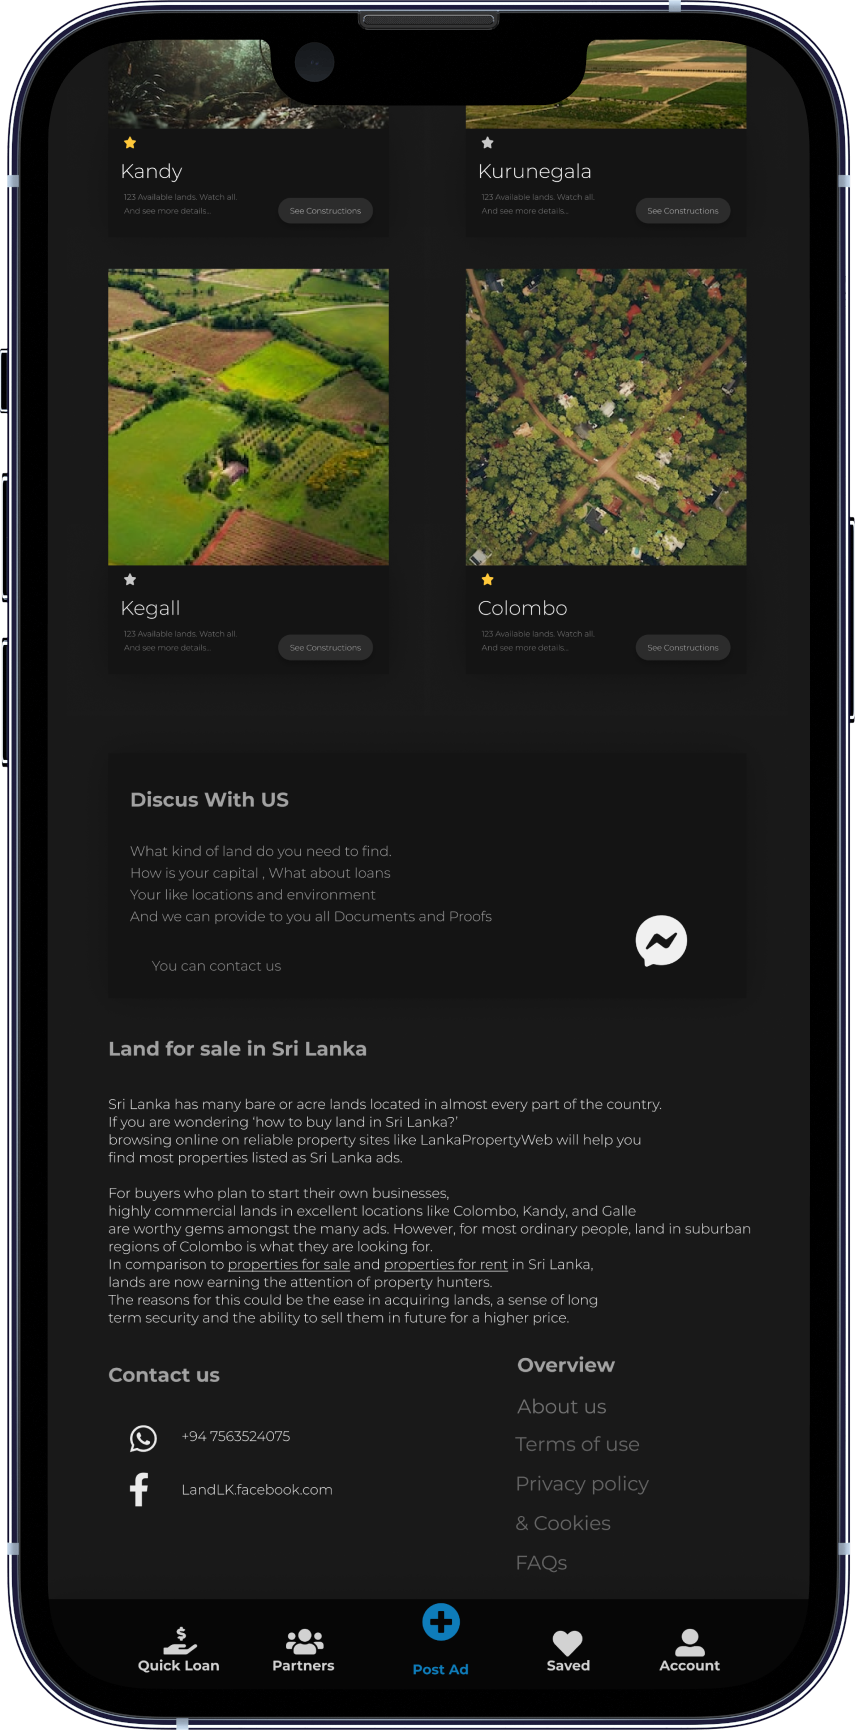 Kandy
123 Available lands. Watch all.
And see more details...
See Constructions
Kurunegala
123 Available lands. Watch all.
And see more details...
See Constructions
Kegall
123 Available lands. Watch all.
And see more details...
See Constructions
Colombo
123 Available lands. Watch all.
And see more details...
See Constructions
Discus With US
What kind of land do you need to find.
How is your capital , What about loans
Your like locations and environment
And we can provide to you all Documents and Proofs
You can contact us
Land for sale in Sri Lanka
Sri Lanka has many bare or acre lands located in almost every part of the country.
If you are wondering ‘how to buy land in Sri Lanka?’
browsing online on reliable property sites like LankaPropertyWeb will help you
find most properties listed as Sri Lanka ads.
For buyers who plan to start their own businesses,
highly commercial lands in excellent locations like Colombo, Kandy, and Galle
are worthy gems amongst the many ads. However, for most ordinary people, land in suburban
regions of Colombo is what they are looking for.
In comparison to properties for sale and properties for rent in Sri Lanka,
lands are now earning the attention of property hunters.
The reasons for this could be the ease in acquiring lands, a sense of long
term security and the ability to sell them in future for a higher price.
Contact us
+94 7563524075
LandLK.facebook.com
Overview
About us
Terms of use
Privacy policy
& Cookies
FAQs
Quick Loan
Partners
Post Ad
Saved
Account